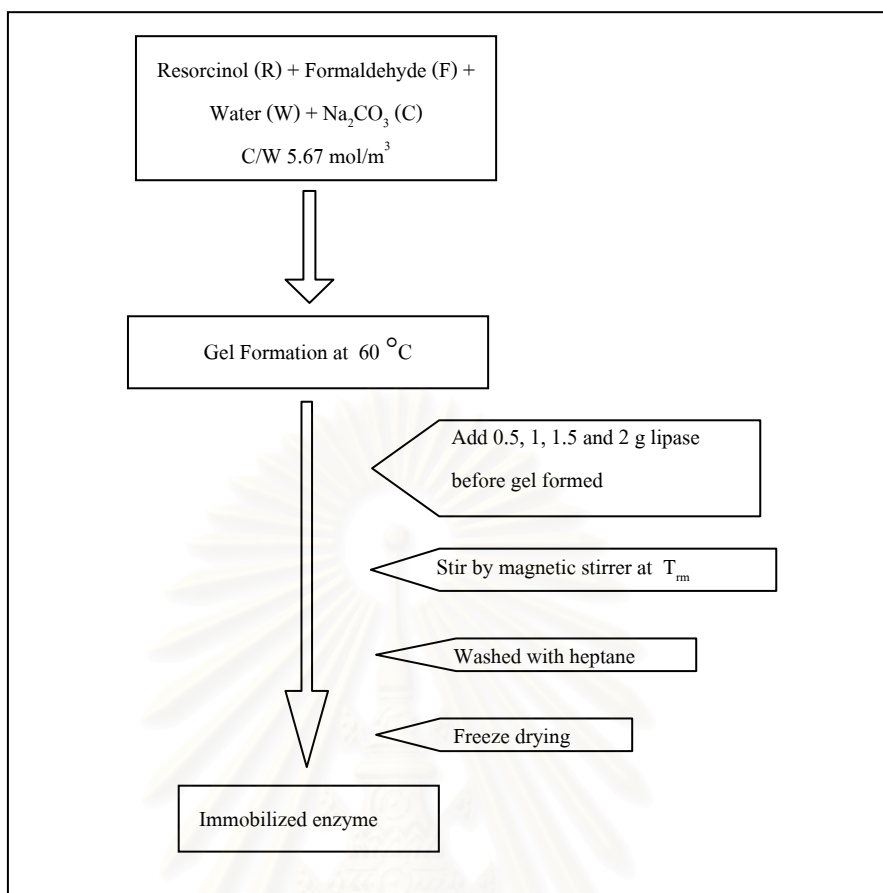 Resorcinol (R) + Formaldehyde (F) +
Water (W) + Na₂CO₃ (C)
C/W 5.67 mol/m³
Gel Formation at 60 °C
Add 0.5, 1, 1.5 and 2 g lipase
before gel formed
Stir by magnetic stirrer at Tᵣₘ
Washed with heptane
Freeze drying
Immobilized enzyme